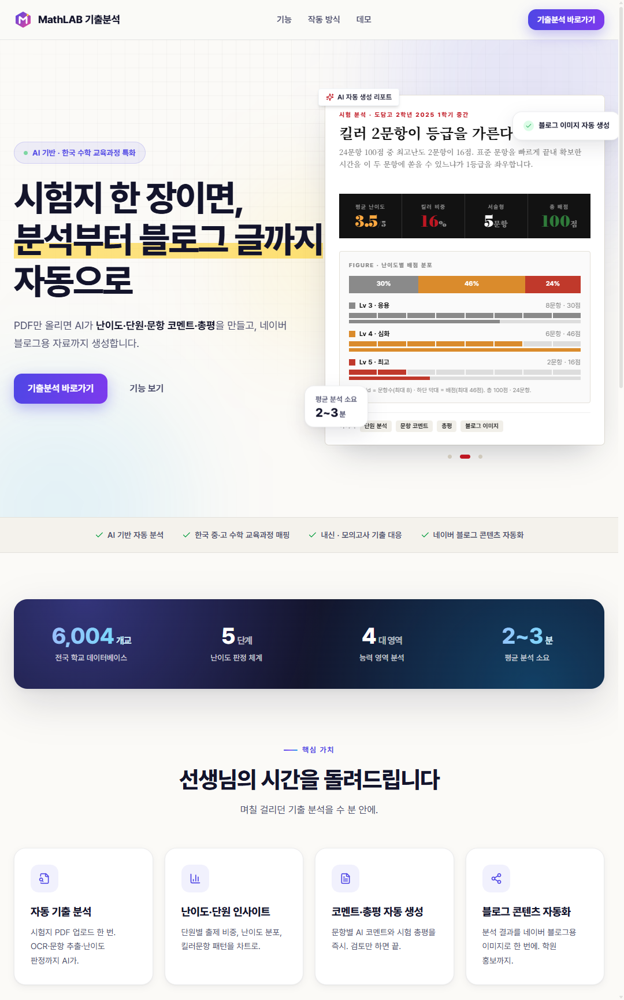 MathLAB 기출분석
기능
작동 방식
데모
기출분석 바로가기
AI 기반 · 한국 수학 교육과정 특화
시험지 한 장이면,
분석부터 블로그 글까지
자동으로
PDF만 올리면 AI가 난이도·단원·문항 코멘트·총평을 만들고, 네이버
블로그용 자료까지 생성합니다.
기출분석 바로가기
기능 보기
AI 자동 생성 리포트
시험 분석 · 도담고 2학년 2025 1학기 중간
블로그 이미지 자동 생성
킬러 2문항이 등급을 가른다
24문항 100점 중 최고난도 2문항이 16점. 표준 문항을 빠르게 끝내 확보한
시간을 이 두 문항에 쏟을 수 있느냐가 1등급을 좌우합니다.
평균 난이도
3.5/5
킬러 비중
16%
서술형
5문항
총 배점
100점
FIGURE · 난이도별 배점 분포
30%
46%
24%
Lv 3 · 응용
8문항 · 30점
Lv 4 · 심화
6문항 · 46점
Lv 5 · 최고
2문항 · 16점
= 문항수(최대 8) · 하단 막대 = 배점(최대 46점). 총 100점 · 24문항.
평균 분석 소요
2~3분
단원 분석
문항 코멘트
총평
블로그 이미지
AI 기반 자동 분석
한국 중·고 수학 교육과정 매핑
내신 · 모의고사 기출 대응
네이버 블로그 콘텐츠 자동화
6,004 개교
전국 학교 데이터베이스
5 단계
난이도 판정 체계
4 대 영역
능력 영역 분석
2~3 분
평균 분석 소요
핵심 가치
선생님의 시간을 돌려드립니다
며칠 걸리던 기출 분석을 수 분 안에.
자동 기출 분석
시험지 PDF 업로드 한 번.
OCR·문항 추출·난이도
판정까지 AI가.
난이도·단원 인사이트
단원별 출제 비중, 난이도 분포,
킬러문항 패턴을 차트로.
코멘트·총평 자동 생성
문항별 AI 코멘트와 시험 총평을
즉시. 검토만 하면 끝.
블로그 콘텐츠 자동화
분석 결과를 네이버 블로그용
이미지로 한 번에. 학원
홍보까지.